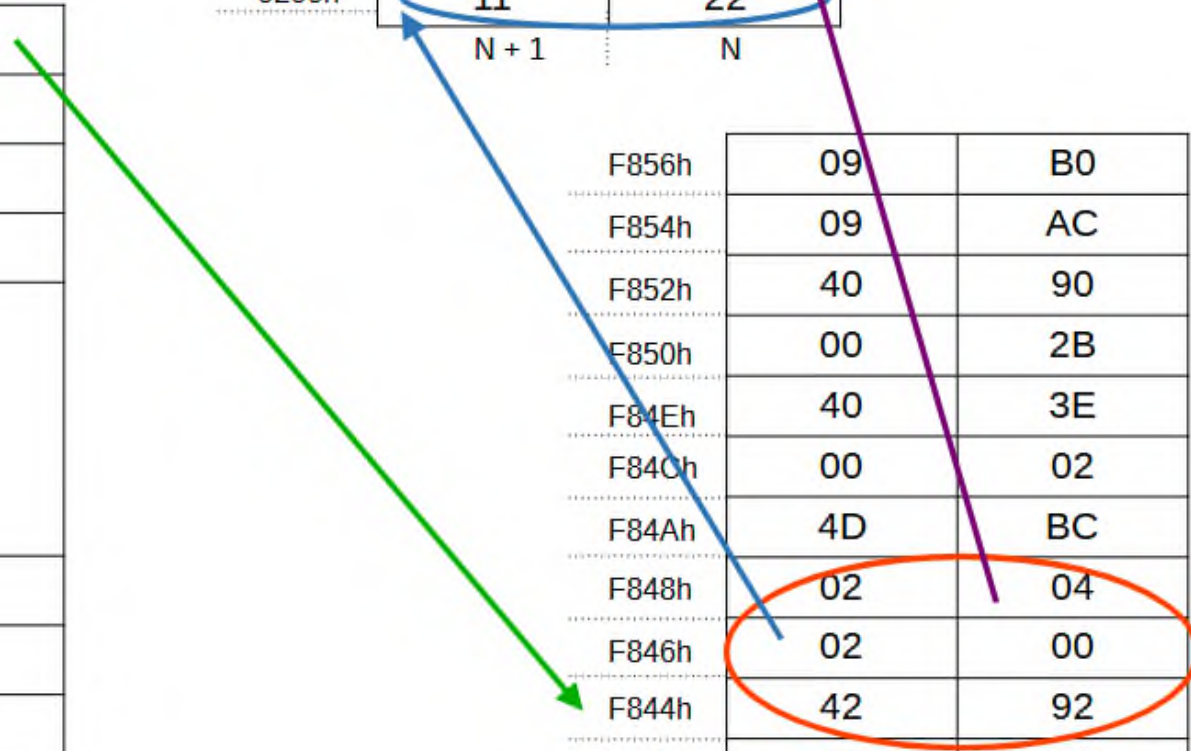 11 22
N + 1 N
F856h 09 B0
F854h 09 AC
F852h 40 90
F850h 00 2B
F84Eh 40 3E
F84Ch 00 02
F84Ah 4D BC
F848h 02 04
F846h 02 00
F844h 42 92